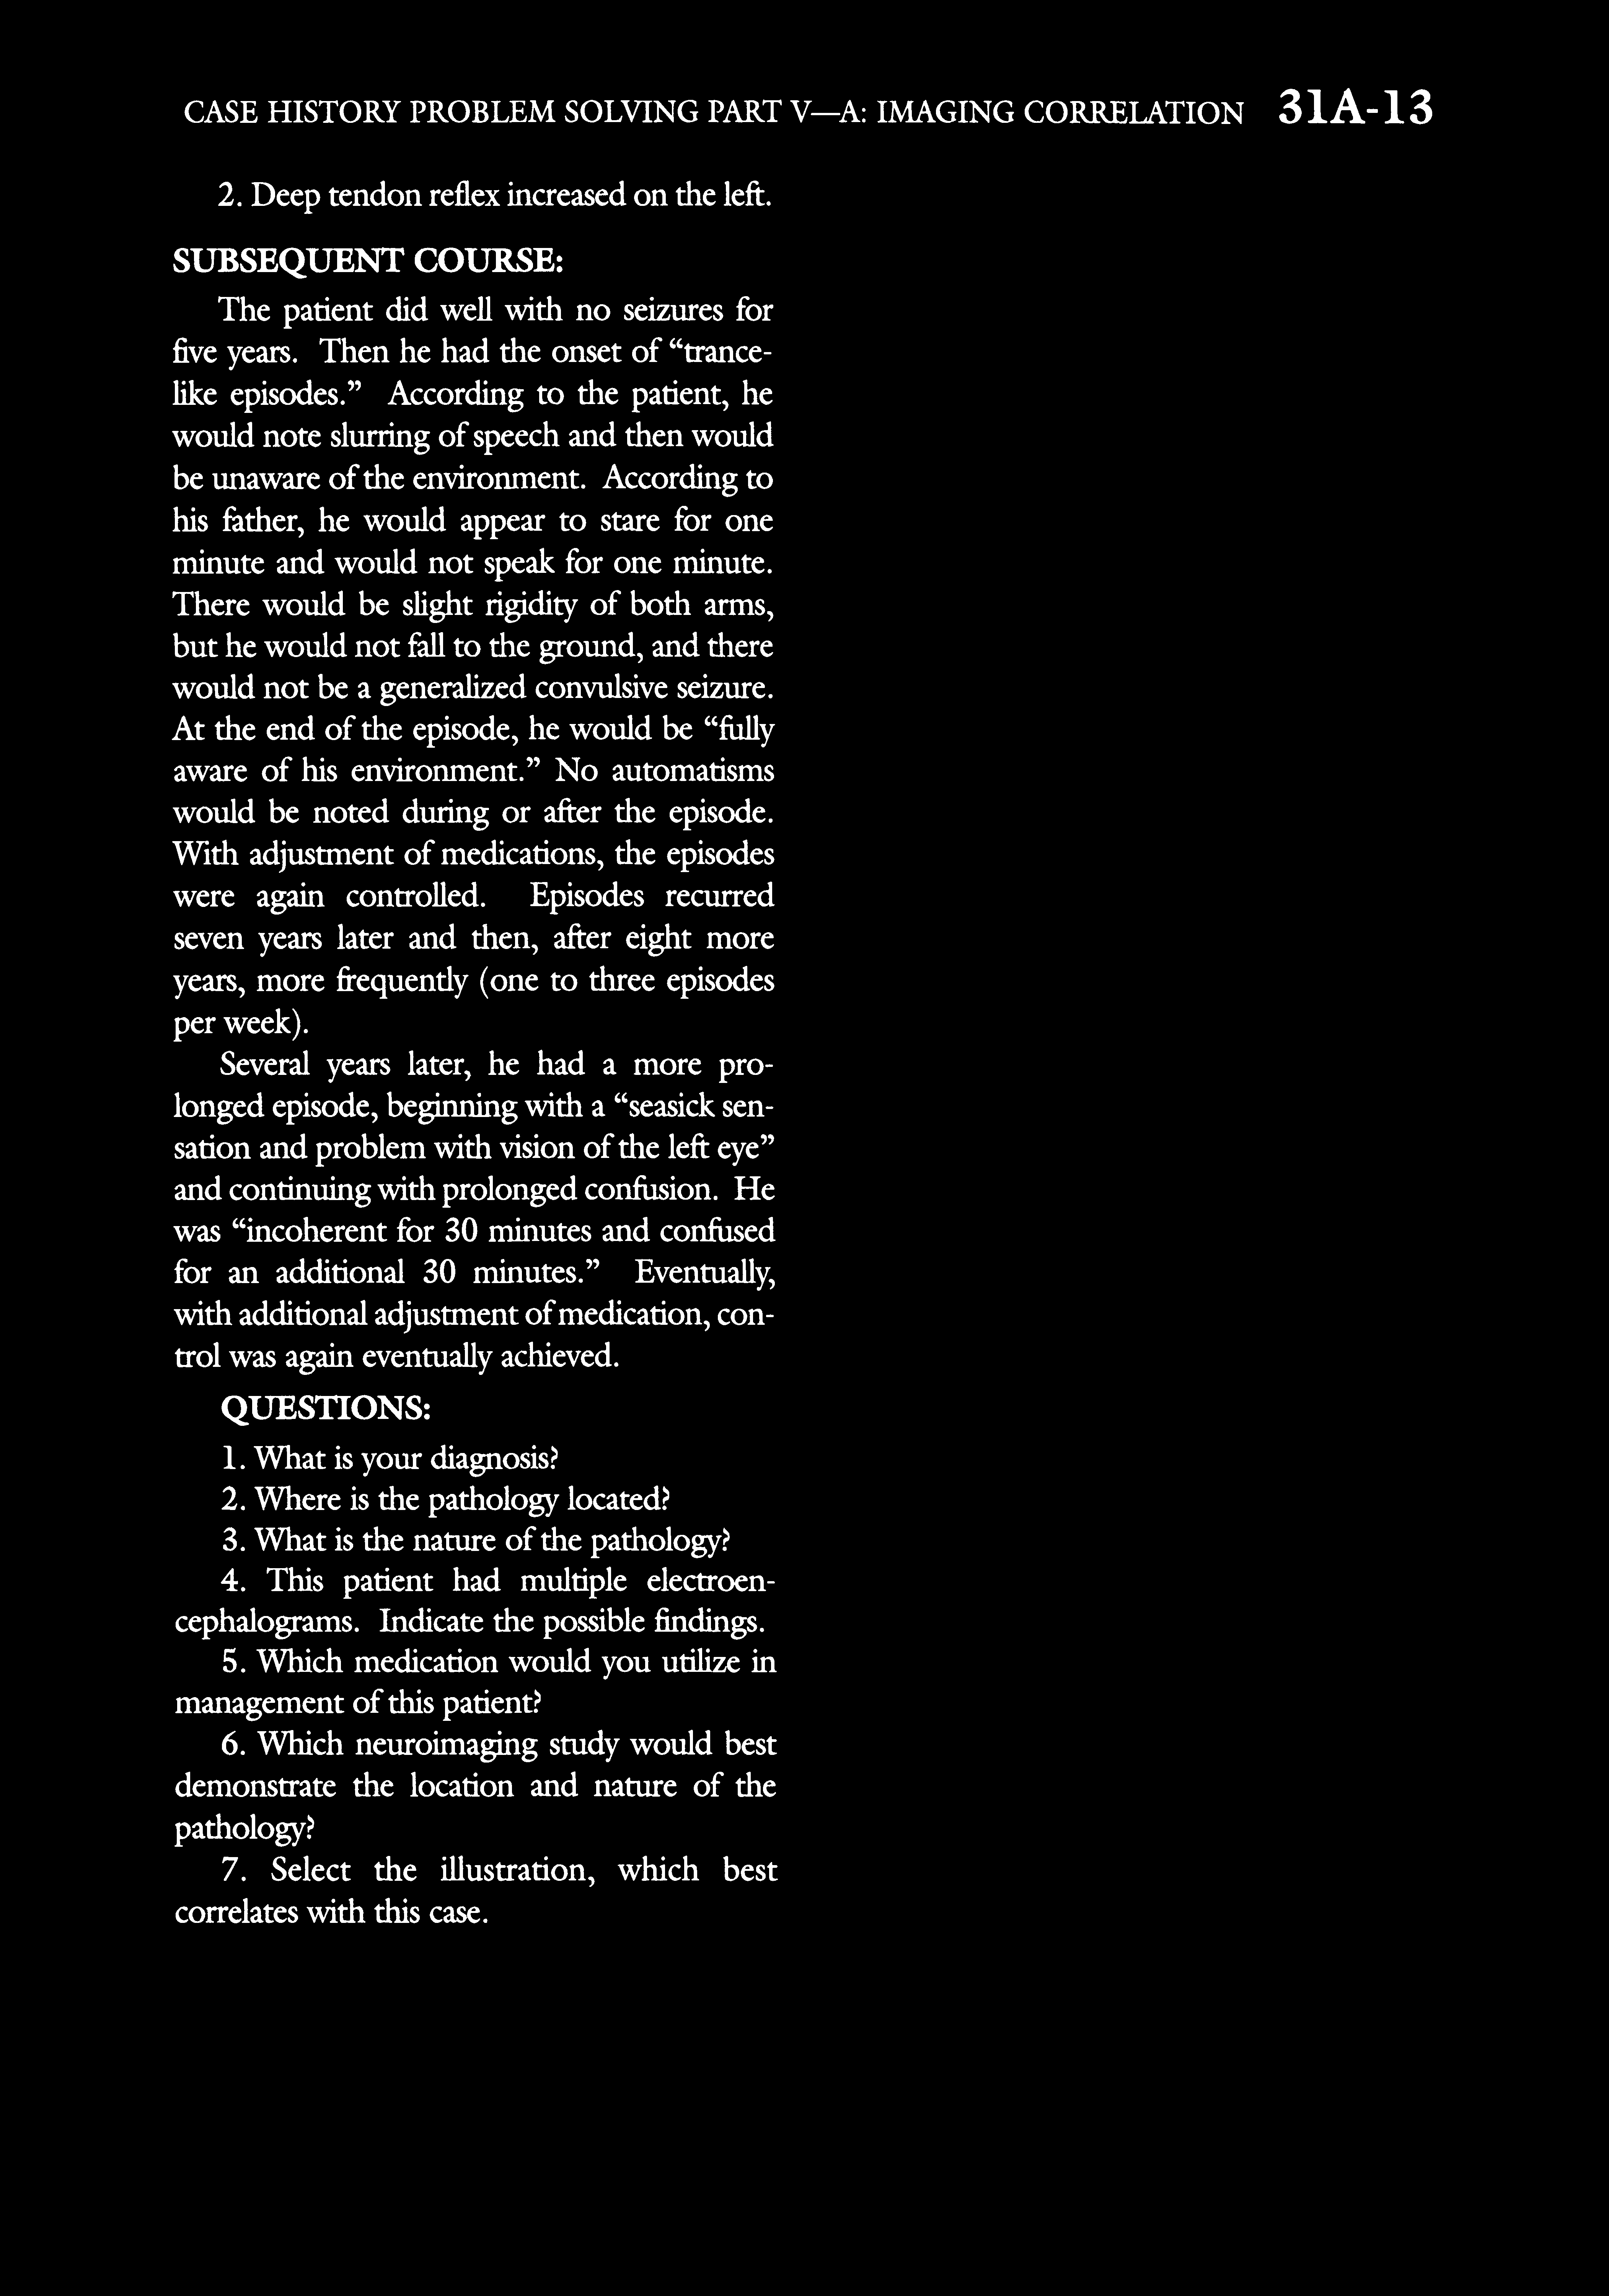 CASE HISTORY PROBLEM SOLVING PART V—A: IMAGING CORRELATION 31A-13
2. Deep tendon reflex increased on the left.
SUBSEQUENT COURSE:
The patient did well with no seizures for
five years. Then he had the onset of “trance-
like episodes.” According to the patient, he
would note slurring of speech and then would
be unaware of the environment. According to
his father, he would appear to stare for one
minute and would not speak for one minute.
There would be slight rigidity of both arms,
but he would not fall to the ground, and there
would not be a generalized convulsive seizure.
At the end of the episode, he would be “fully
aware of his environment.” No automatisms
would be noted during or after the episode.
With adjustment of medications, the episodes
were again controlled. Episodes recurred
seven years later and then, after eight more
years, more frequently (one to three episodes
per week).
Several years later, he had a more pro-
longed episode, beginning with a “seasick sen-
sation and problem with vision of the left eye”
and continuing with prolonged confusion. He
was “incoherent for 30 minutes and confused
for an additional 30 minutes.” Eventually,
with additional adjustment of medication, con-
trol was again eventually achieved.
QUESTIONS:
1. What is your diagnosis?
2. Where is the pathology located?
3. What is the nature of the pathology?
4. This patient had multiple electroen-
cephalograms. Indicate the possible findings.
5. Which medication would you utilize in
management of this patient?
6. Which neuroimaging study would best
demonstrate the location and nature of the
pathology?
7. Select the illustration, which best
correlates with this case.